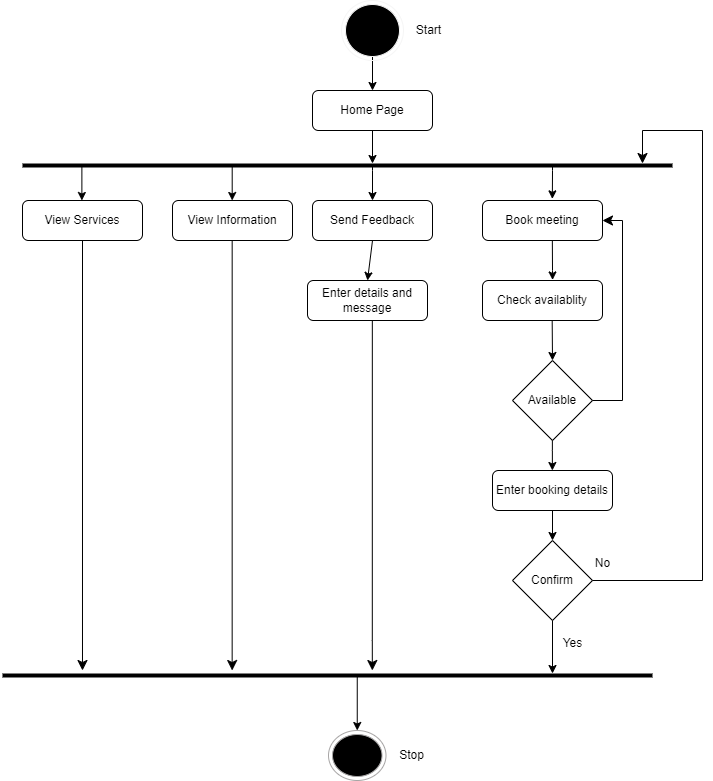 Start
Home Page
View Services
View Information
Send Feedback
Book meeting
Enter details and
message
Check availablity
Available
Enter booking details
Confirm
No
Yes
Stop